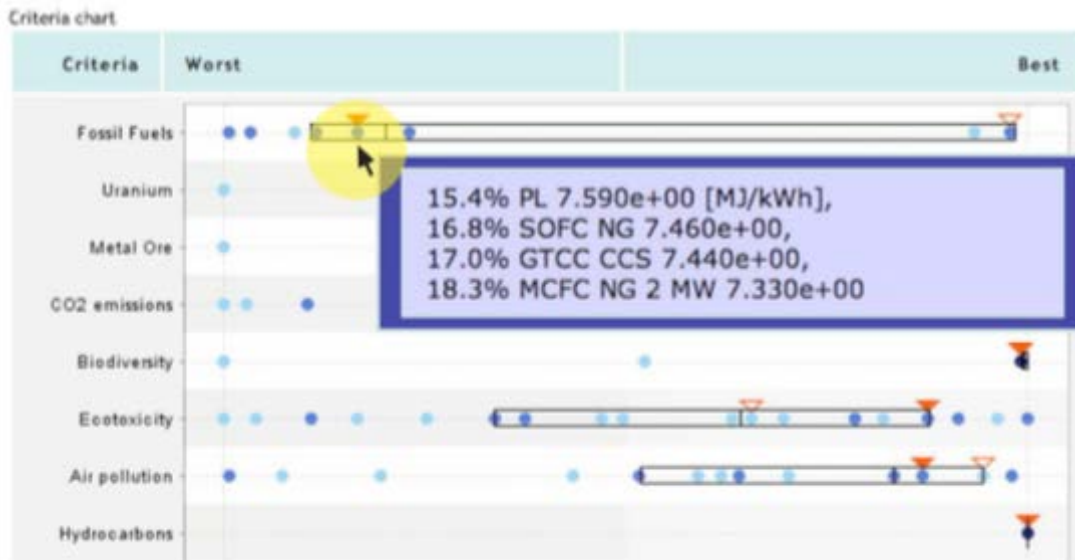 Criteria chart
Criteria Worst Best
Fossil Fuels
15.4% PL 7.590e+00 [MJ/kWh],
16.8% SOFC NG 7.460e+00,
17.0% GTCC CCS 7.440e+00,
18.3% MCFC NG 2 MW 7.330e+00
Uranium
Metal Ore
CO2 emissions
Biodiversity
Ecotoxicity
Air pollution
Hydrocarbons